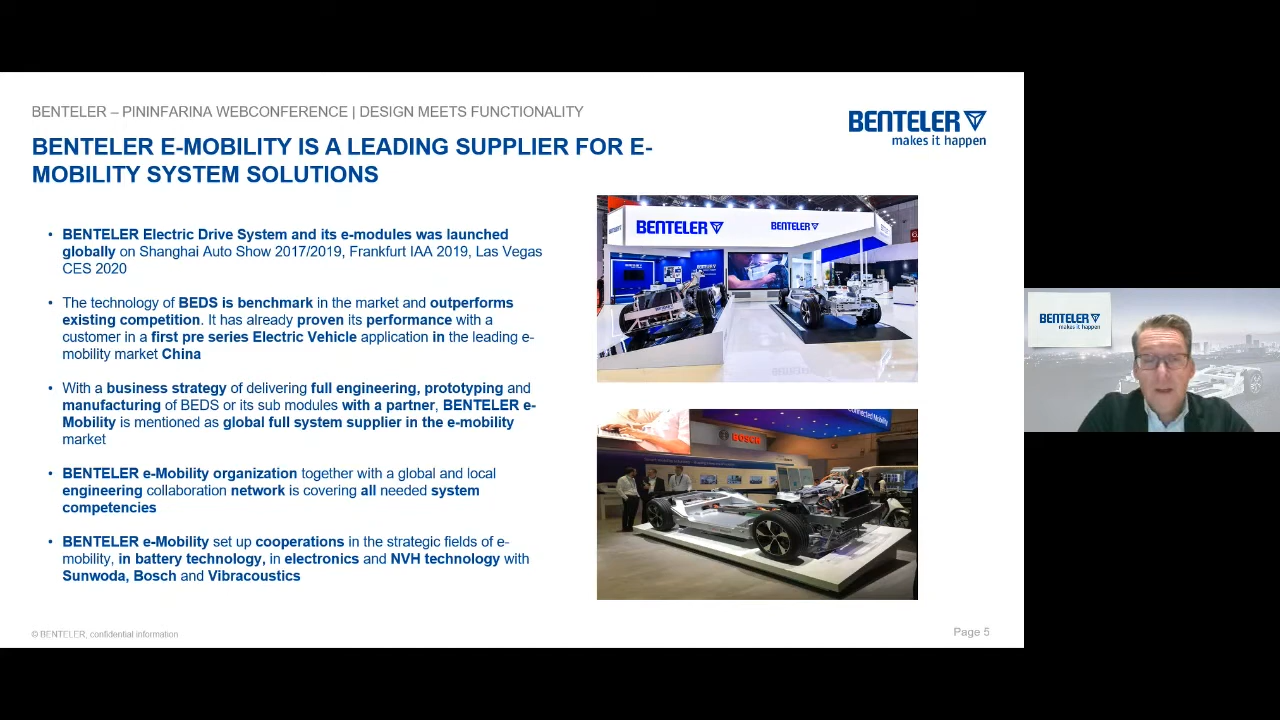 BENTELER – PININFARINA WEBCONFERENCE | DESIGN MEETS FUNCTIONALITY
BENTELER
makes it happen
BENTELER E-MOBILITY IS A LEADING SUPPLIER FOR E-
MOBILITY SYSTEM SOLUTIONS
• BENTELER Electric Drive System and its e-modules was launched
globally on Shanghai Auto Show 2017/2019, Frankfurt IAA 2019, Las Vegas
CES 2020
• The technology of BEDS is benchmark in the market and outperforms
existing competition. It has already proven its performance with a
customer in a first pre series Electric Vehicle application in the leading e-
mobility market China
• With a business strategy of delivering full engineering, prototyping and
manufacturing of BEDS or its sub modules with a partner, BENTELER e-
Mobility is mentioned as global full system supplier in the e-mobility
market
• BENTELER e-Mobility organization together with a global and local
engineering collaboration network is covering all needed system
competencies
• BENTELER e-Mobility set up cooperations in the strategic fields of e-
mobility, in battery technology, in electronics and NVH technology with
Sunwoda, Bosch and Vibracoustics
BENTELER
BENTELER
BOSCH
© BENTELER, confidential information
Page 5
BENTELER
makes it happen